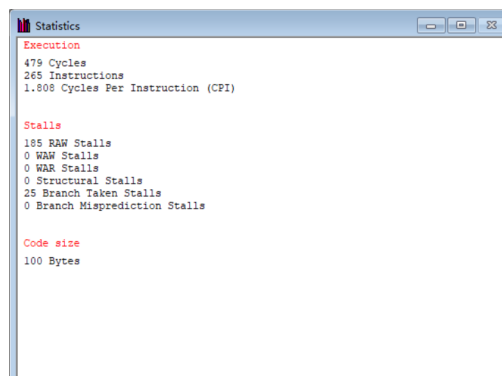 Statistics
Execution
479 Cycles
265 Instructions
1.808 Cycles Per Instruction (CPI)
Stalls
185 RAW Stalls
0 WAW Stalls
0 WAR Stalls
0 Structural Stalls
25 Branch Taken Stalls
0 Branch Misprediction Stalls
Code size
100 Bytes